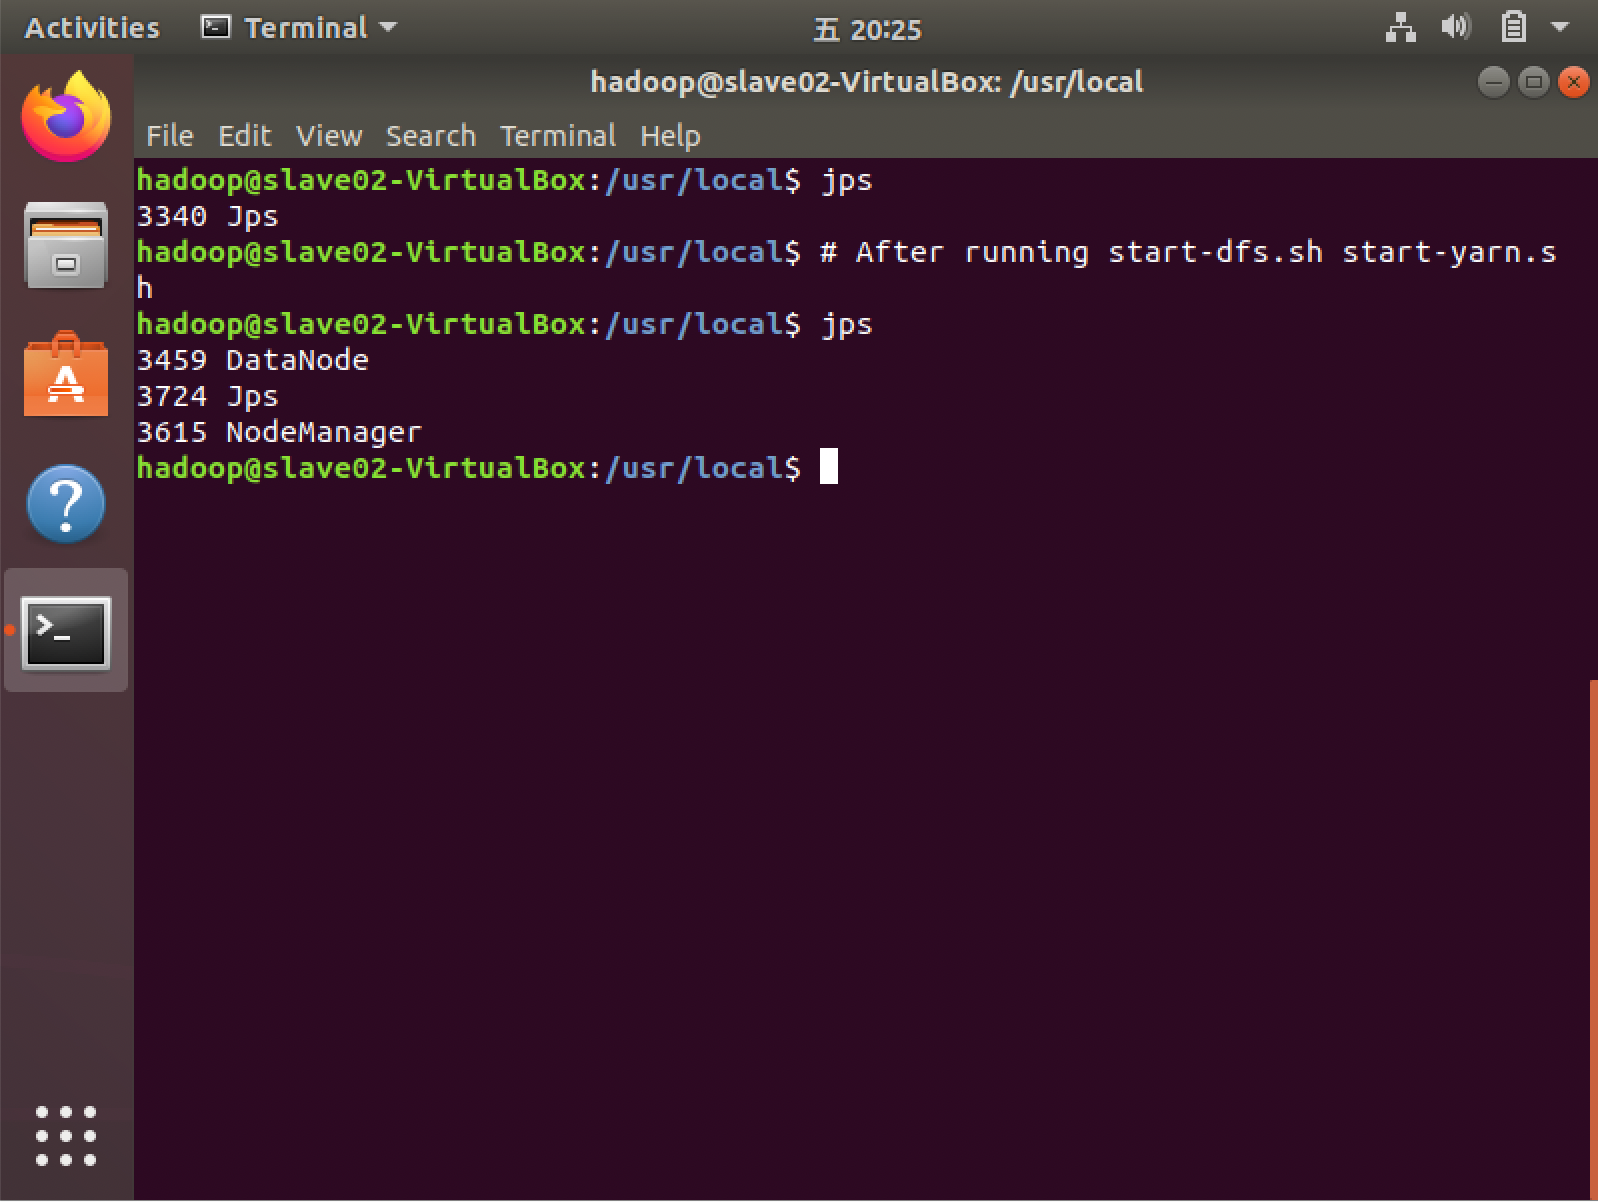 Activities Terminal 五 20:25
hadoop@slave02-VirtualBox: /usr/local
File Edit View Search Terminal Help
hadoop@slave02-VirtualBox:/usr/local$ jps
3340 Jps
hadoop@slave02-VirtualBox:/usr/local$ # After running start-dfs.sh start-yarn.s
h
hadoop@slave02-VirtualBox:/usr/local$ jps
3459 DataNode
3724 Jps
3615 NodeManager
hadoop@slave02-VirtualBox:/usr/local$